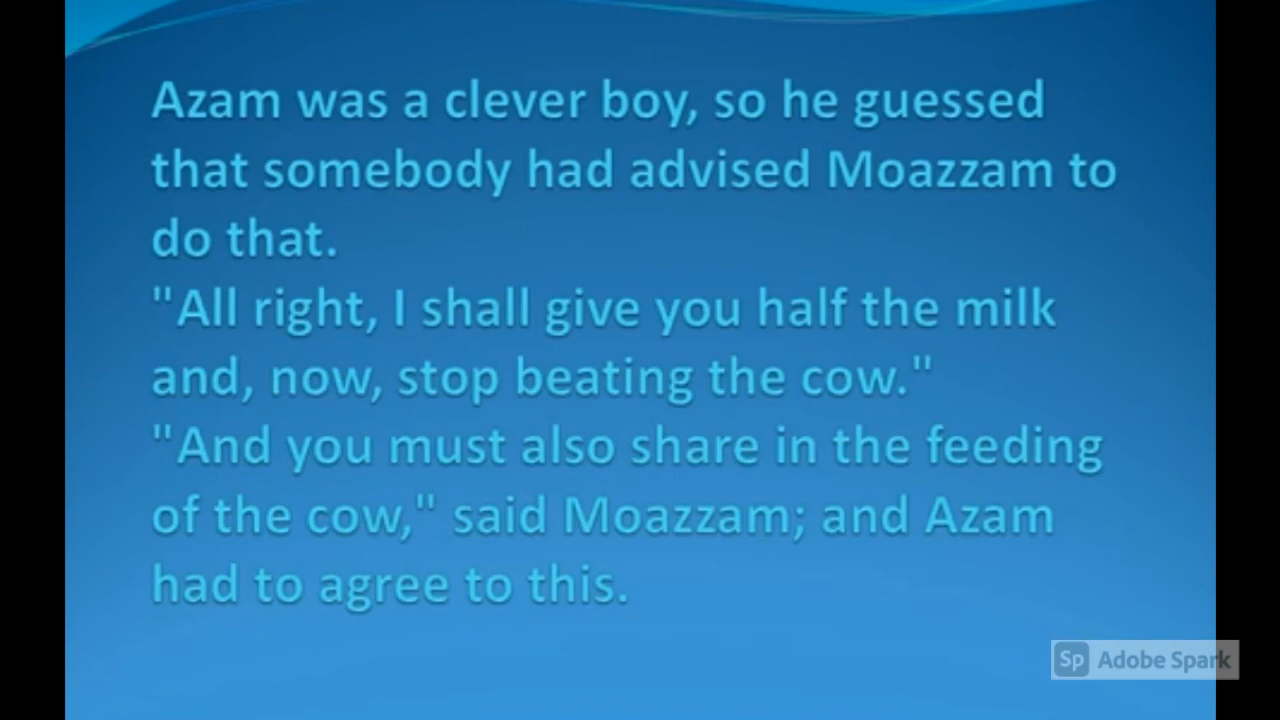 Azam was a clever boy, so he guessed
that somebody had advised Moazzam to
do that.
"All right, I shall give you half the milk
and, now, stop beating the cow."
"And you must also share in the feeding
of the cow," said Moazzam; and Azam
had to agree to this.
Sp Adobe Spark